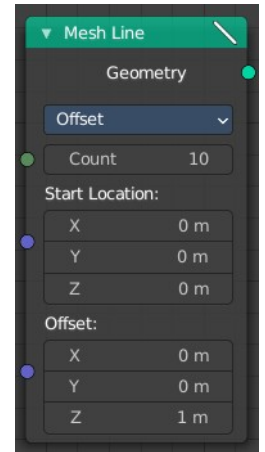 Mesh Line
Geometry
Offset
Count 10
Start Location:
X 0 m
Y 0 m
Z 0 m
Offset:
X 0 m
Y 0 m
Z 1 m